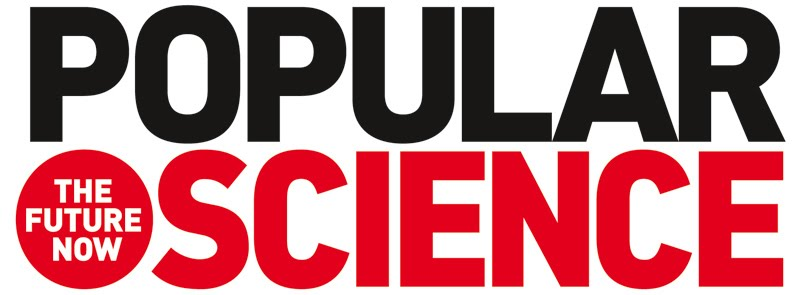 POPULAR
SCIENCE
THE
FUTURE
NOW